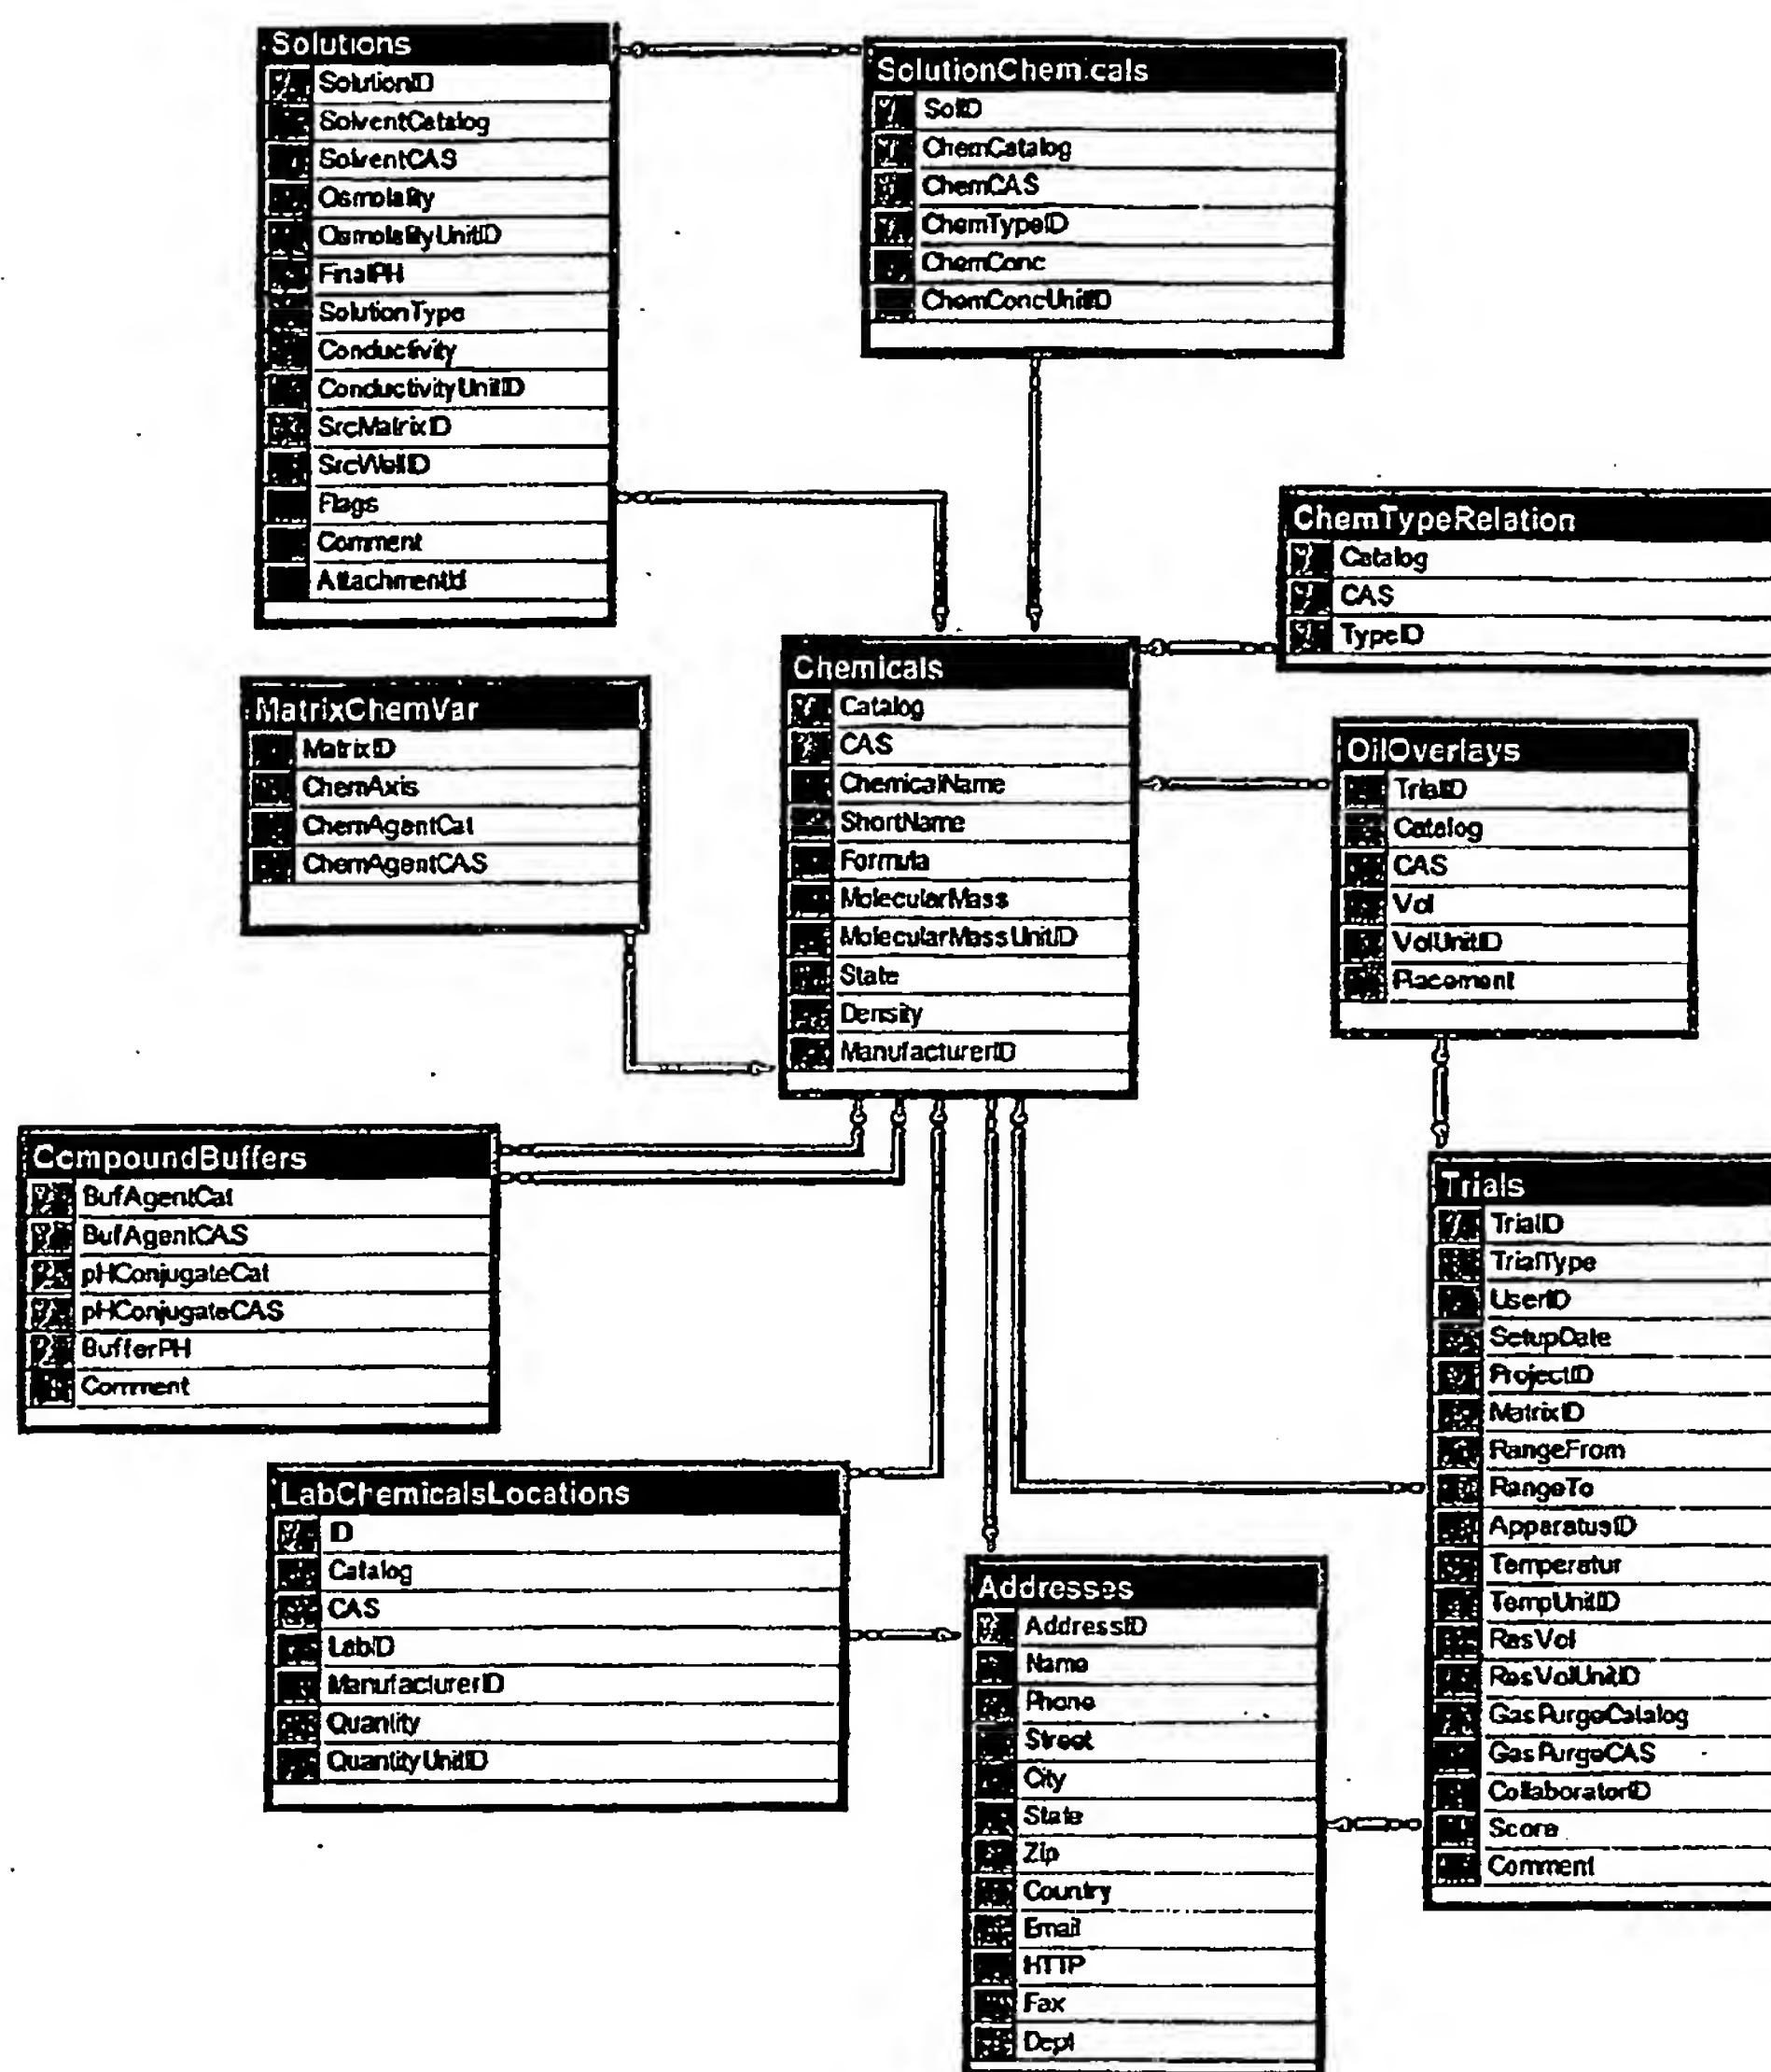 Solutions
SolutionID
SolventCatalog
SolventCAS
Osmolality
OsmolalityUnitID
FinalPH
SolutionType
Conductivity
ConductivityUnitID
SrcMatrixID
SrcWellID
Flags
Comment
AttachmentId
SolutionChemicals
SolID
ChemCatalog
ChemCAS
ChemTypeID
ChemConc
ChemConcUnitID
ChemTypeRelation
Catalog
CAS
TypeID
MatrixChemVar
MatrixID
ChemAxis
ChemAgentCat
ChemAgentCAS
Chemicals
Catalog
CAS
ChemicalName
ShortName
Formula
MolecularMass
MolecularMassUnitID
State
Density
ManufacturerID
OilOverlays
TrialID
Catalog
CAS
Vol
VolUnitID
Placement
CompoundBuffers
BufAgentCat
BufAgentCAS
pHConjugateCat
pHConjugateCAS
BufferPH
Comment
Trials
TrialID
TrialType
UserID
SetupDate
ProjectID
MatrixID
RangeFrom
RangeTo
ApparatusID
Temperatur
TempUnitID
ResVol
ResVolUnitID
GasPurgeCatalog
GasPurgeCAS
CollaboratorID
Score
Comment
LabChemicalsLocations
ID
Catalog
CAS
LabID
ManufacturerID
Quantity
QuantityUnitID
Addresses
AddressID
Name
Phone
Street
City
State
Zip
Country
Email
HTTP
Fax
Dept